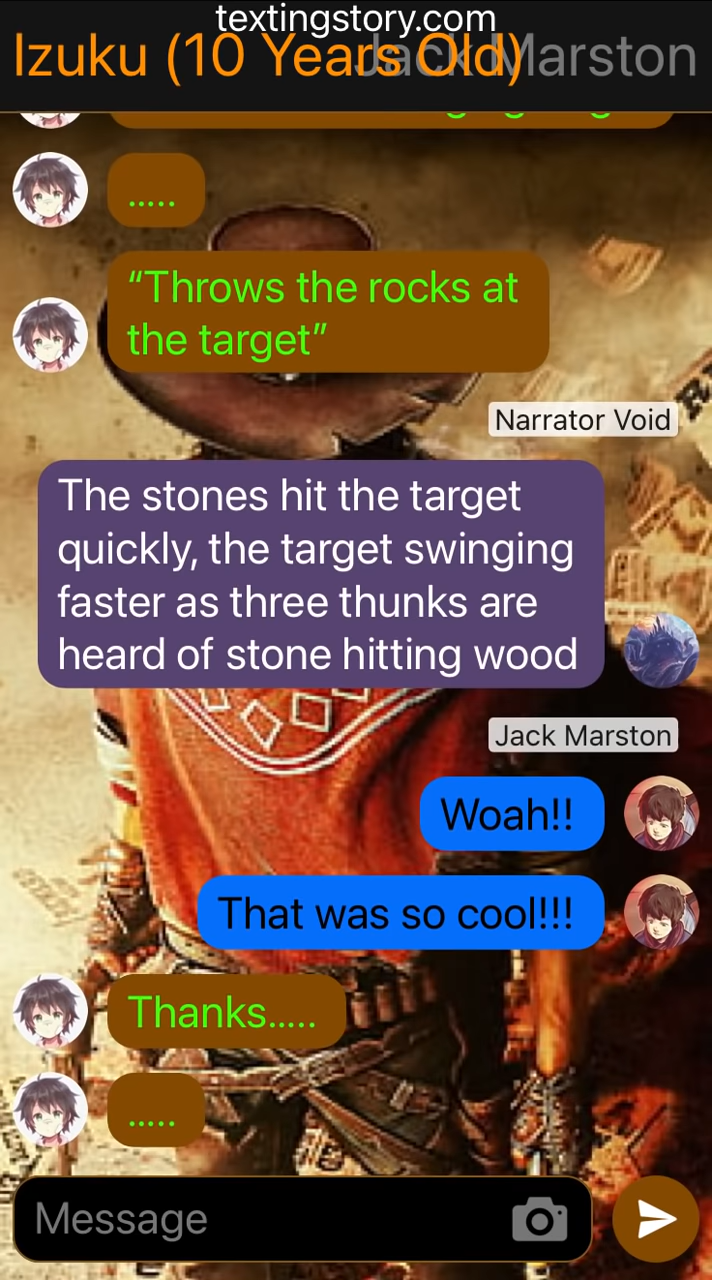 textingstory.com
Izuku (10 Years Old)
Jack Marston
.....
“Throws the rocks at
the target”
Narrator Void
The stones hit the target
quickly, the target swinging
faster as three thunks are
heard of stone hitting wood
Jack Marston
Woah!!
That was so cool!!!
Thanks.....
.....
Message